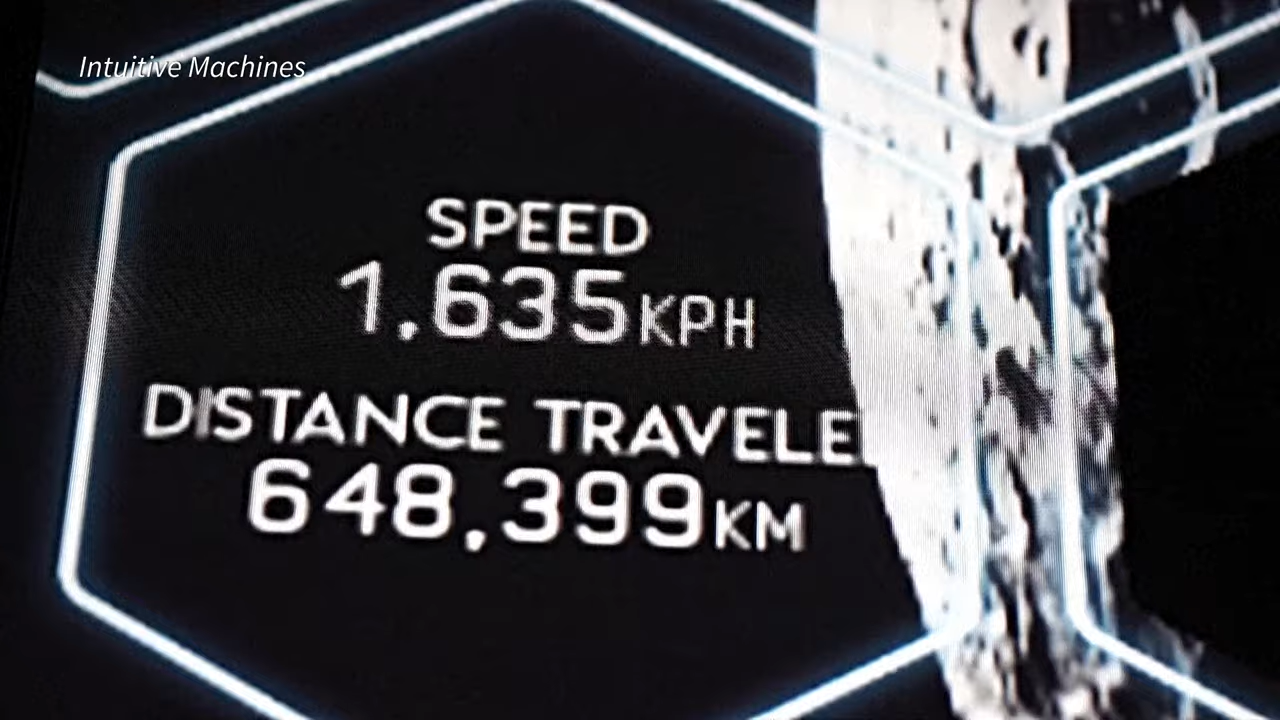 Intuitive Machines
SPEED
1,635KPH
DISTANCE TRAVELE
648,399KM